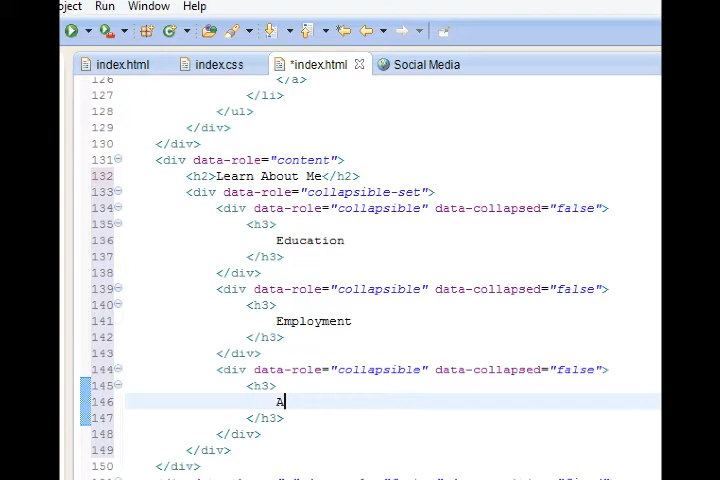 oject Run Window Help
index.html index.css *index.html Social Media
126 </a>
127 </li>
128 </ul>
129 </div>
130 </div>
131 <div data-role="content">
132 <h2>Learn About Me</h2>
133 <div data-role="collapsible-set">
134 <div data-role="collapsible" data-collapsed="false">
135 <h3>
136 Education
137 </h3>
138 </div>
139 <div data-role="collapsible" data-collapsed="false">
140 <h3>
141 Employment
142 </h3>
143 </div>
144 <div data-role="collapsible" data-collapsed="false">
145 <h3>
146 A
147 </h3>
148 </div>
149 </div>
150 </div>